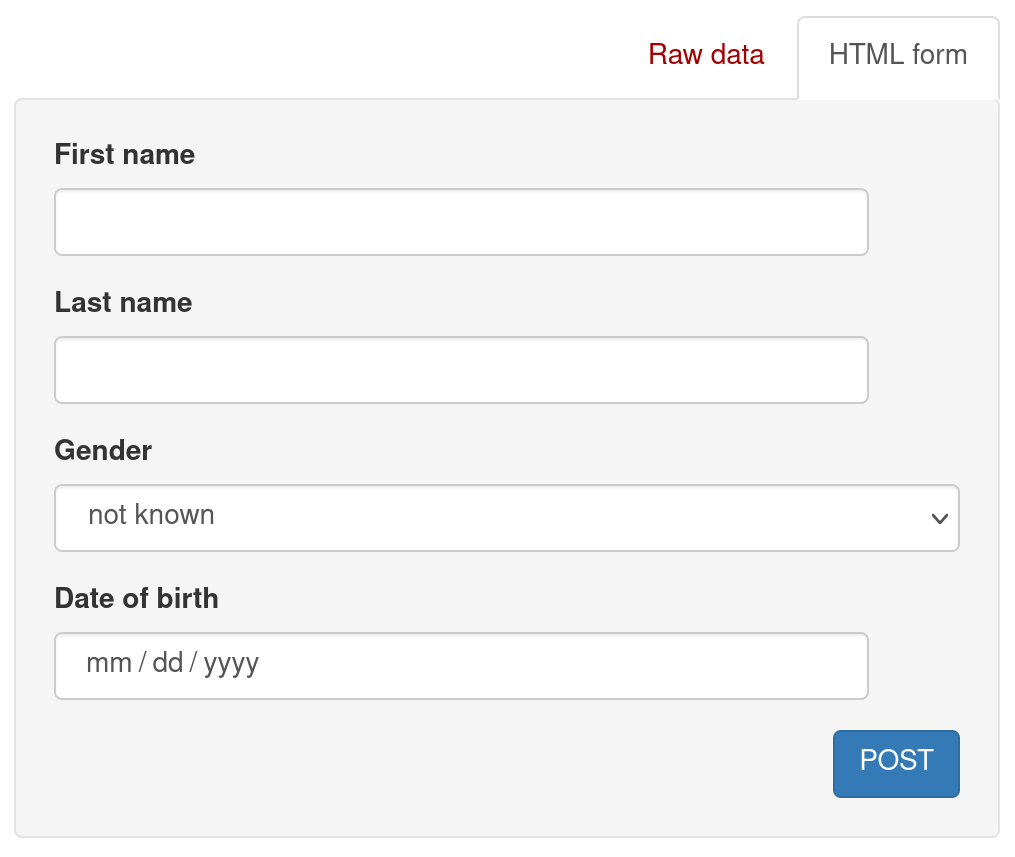 Raw data HTML form
First name
Last name
Gender
not known
Date of birth
mm / dd / yyyy
POST